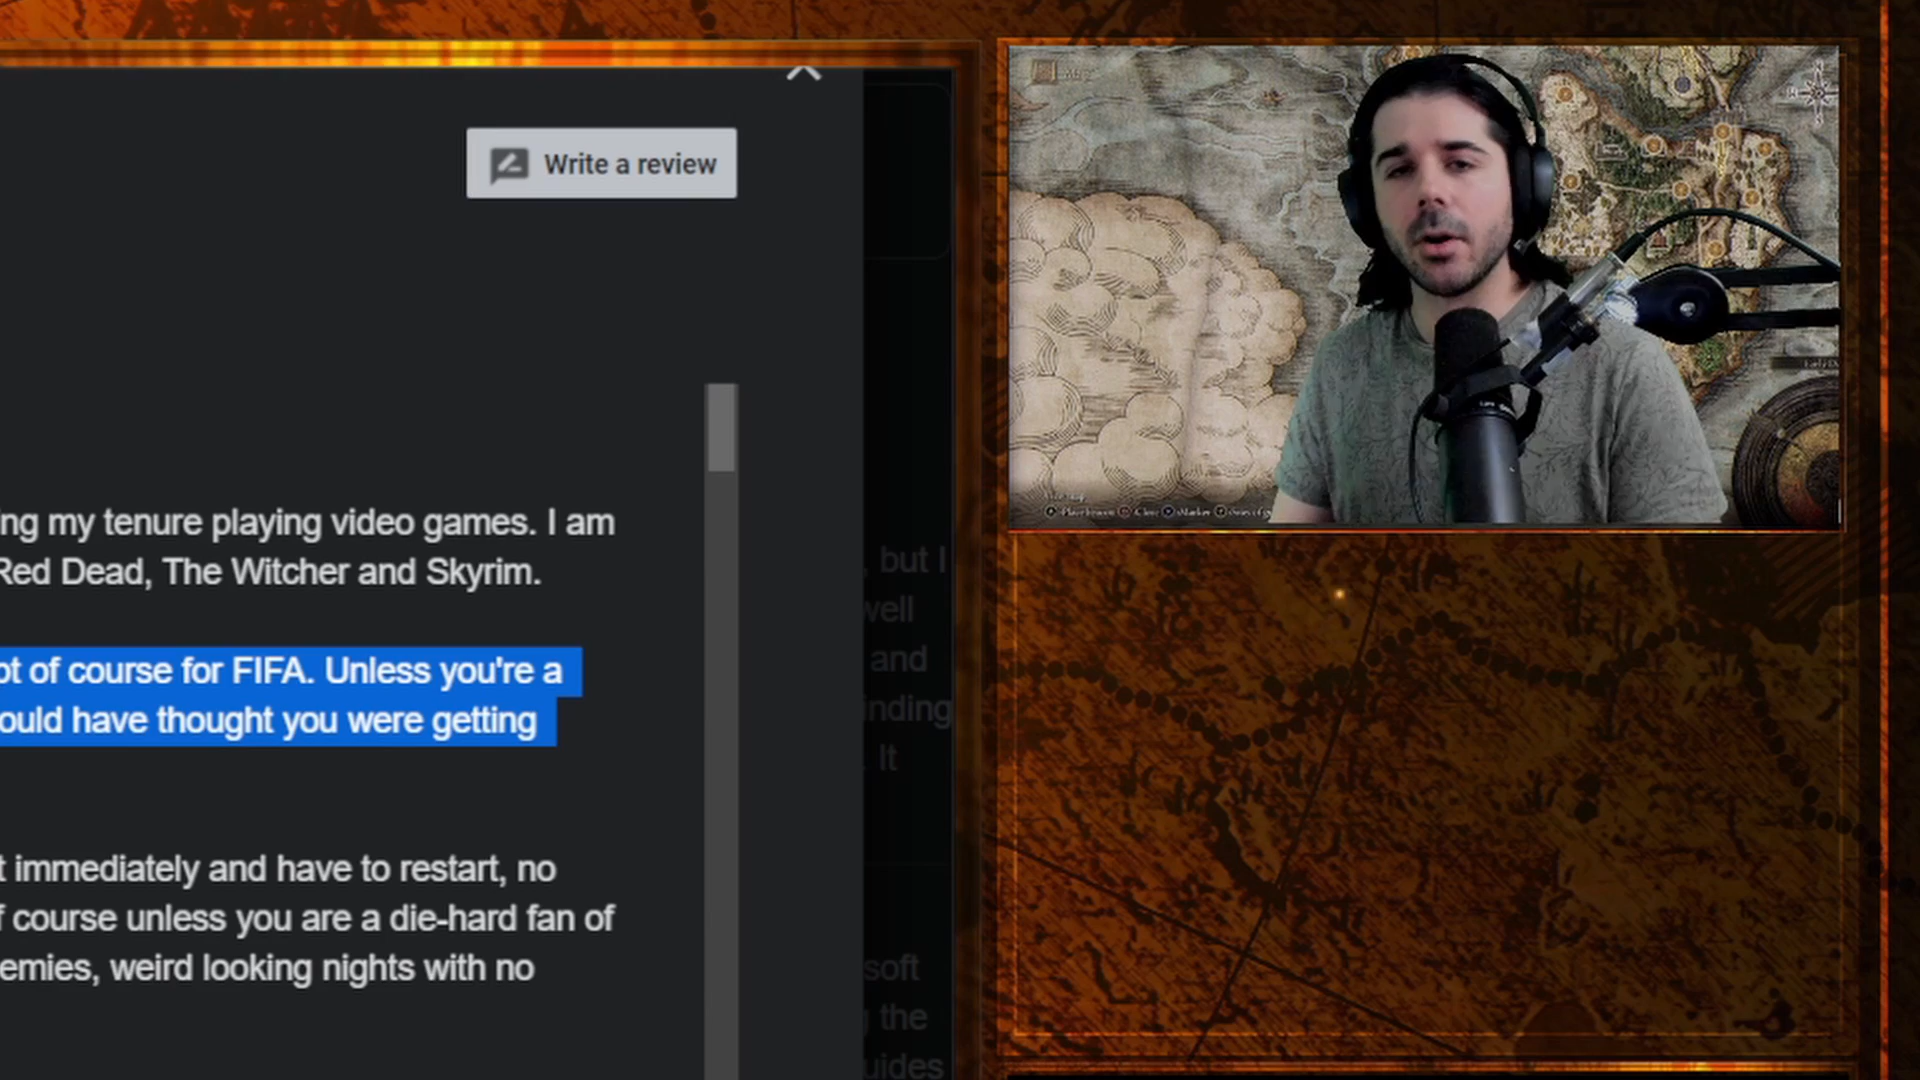 Write a review
ng my tenure playing video games. I am
Red Dead, The Witcher and Skyrim.
ot of course for FIFA. Unless you're a
ould have thought you were getting
t immediately and have to restart, no
f course unless you are a die-hard fan of
emies, weird looking nights with no
, but I
well
and
inding
. It
soft
g the
uides